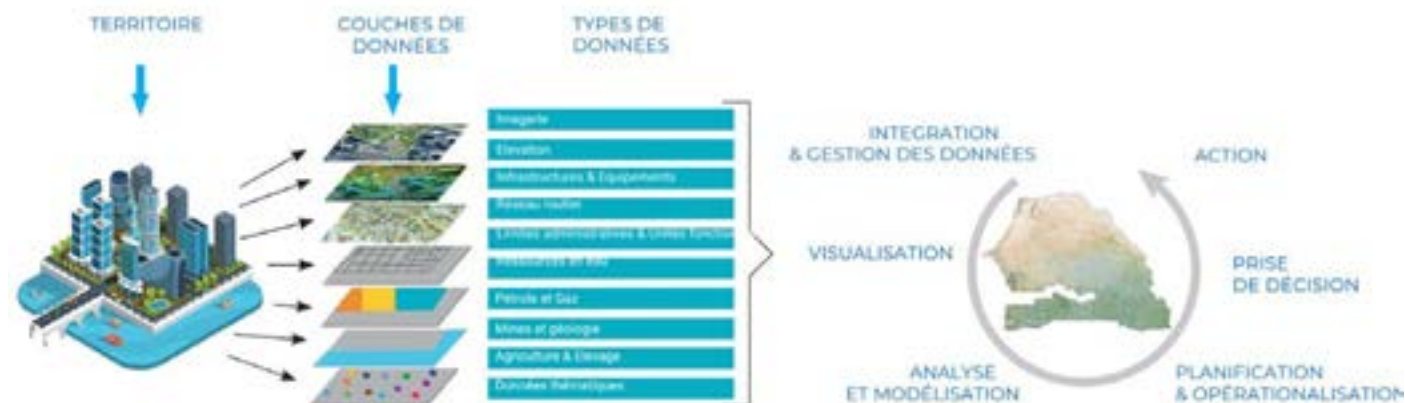 TERRITOIRE
COUCHES DE
DONNÉES
TYPES DE
DONNÉES
Imagerie
Elevation
Infrastructures & Equipements
Réseau routier
Limites administratives & Unités fonction
Ressources en eau
Pétrole et Gaz
Mines et géologie
Agriculture & Elevage
Données thématiques
INTEGRATION
& GESTION DES DONNÉES
VISUALISATION
ANALYSE
ET MODÉLISATION
ACTION
PRISE
DE DÉCISION
PLANIFICATION
& OPÉRATIONALISATION